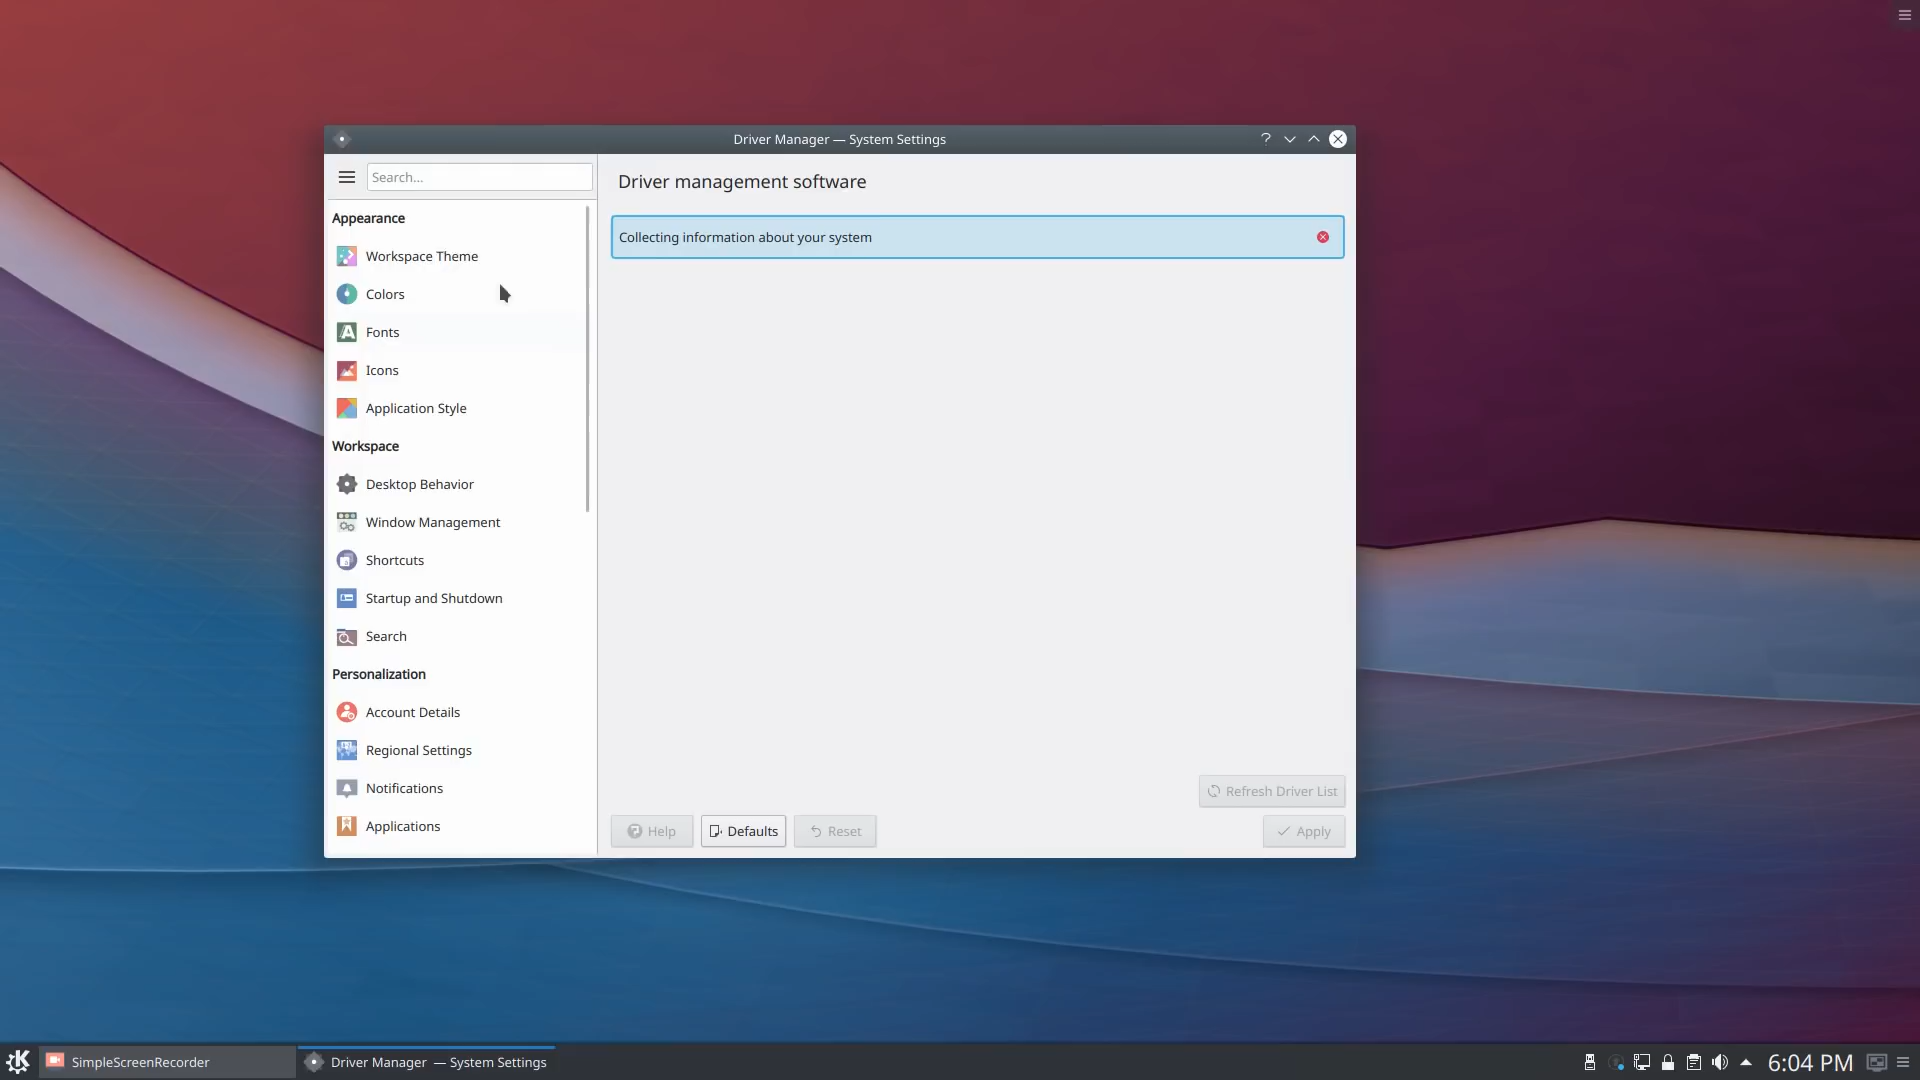 Driver Manager — System Settings
Search...
Driver management software
Collecting information about your system
Appearance
Workspace Theme
Colors
Fonts
Icons
Application Style
Workspace
Desktop Behavior
Window Management
Shortcuts
Startup and Shutdown
Search
Personalization
Account Details
Regional Settings
Notifications
Applications
Refresh Driver List
Help
Defaults
Reset
Apply
SimpleScreenRecorder
Driver Manager — System Settings
6:04 PM